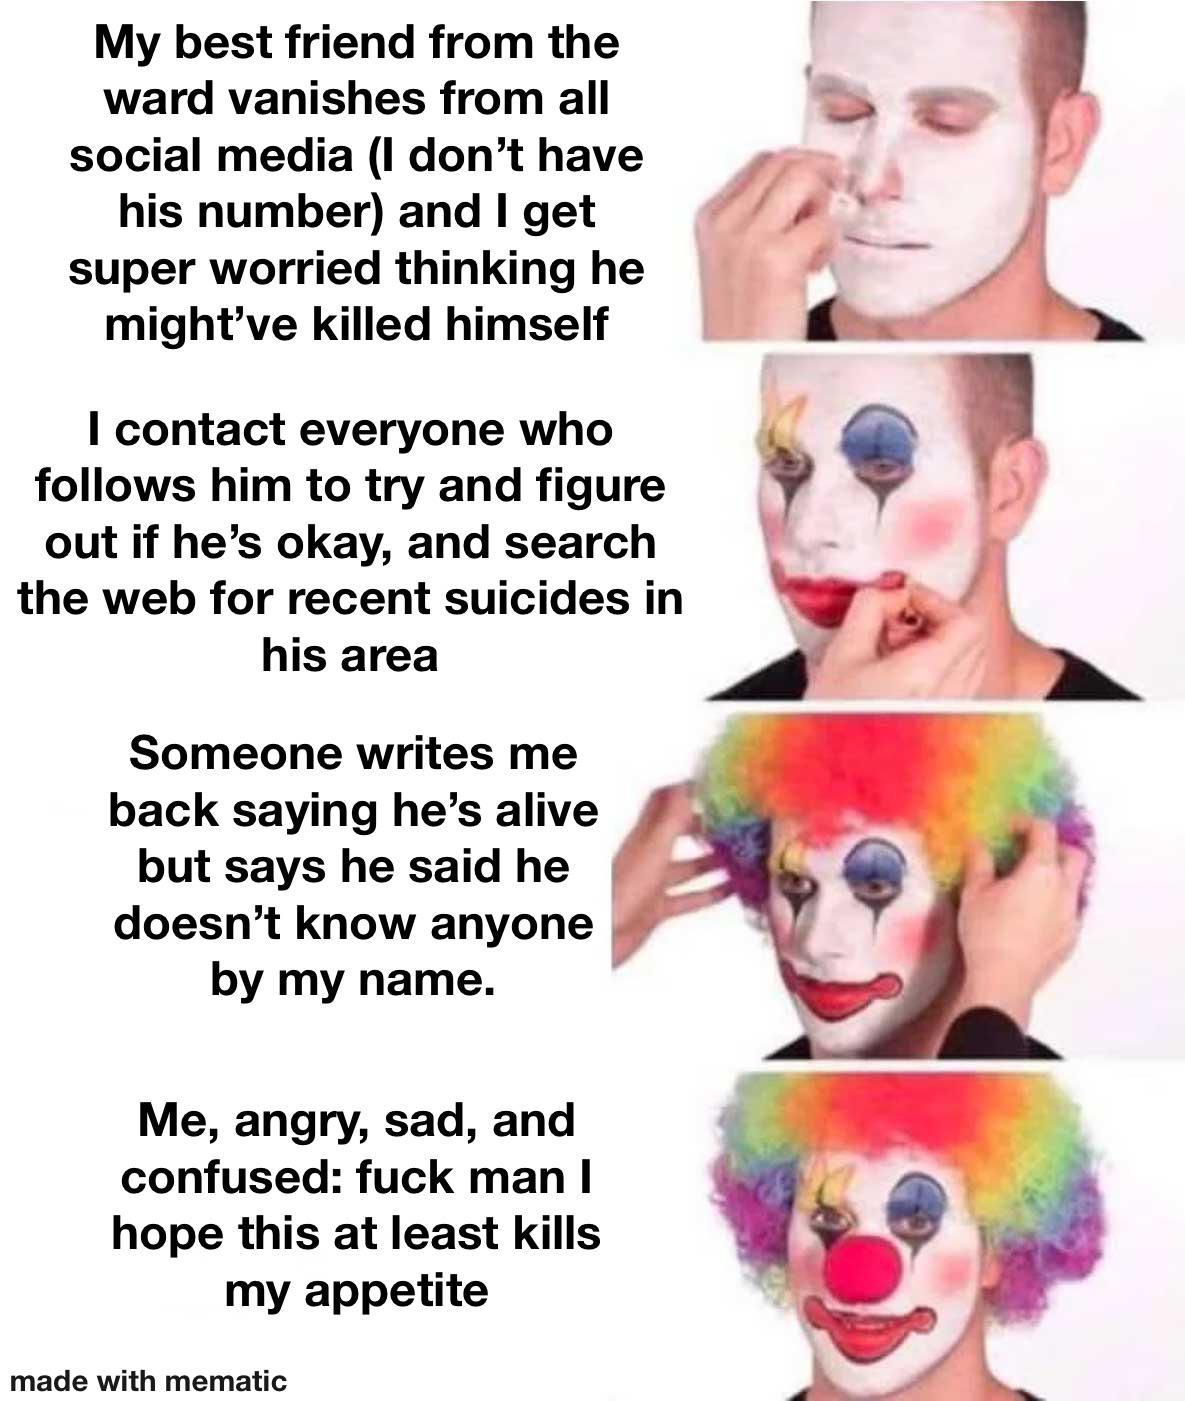 My best friend from the
ward vanishes from all
social media (I don’t have
his number) and I get
super worried thinking he
might’ve killed himself
I contact everyone who
follows him to try and figure
out if he’s okay, and search
the web for recent suicides in
his area
Someone writes me
back saying he’s alive
but says he said he
doesn’t know anyone
by my name.
Me, angry, sad, and
confused: fuck man I
hope this at least kills
my appetite
made with mematic